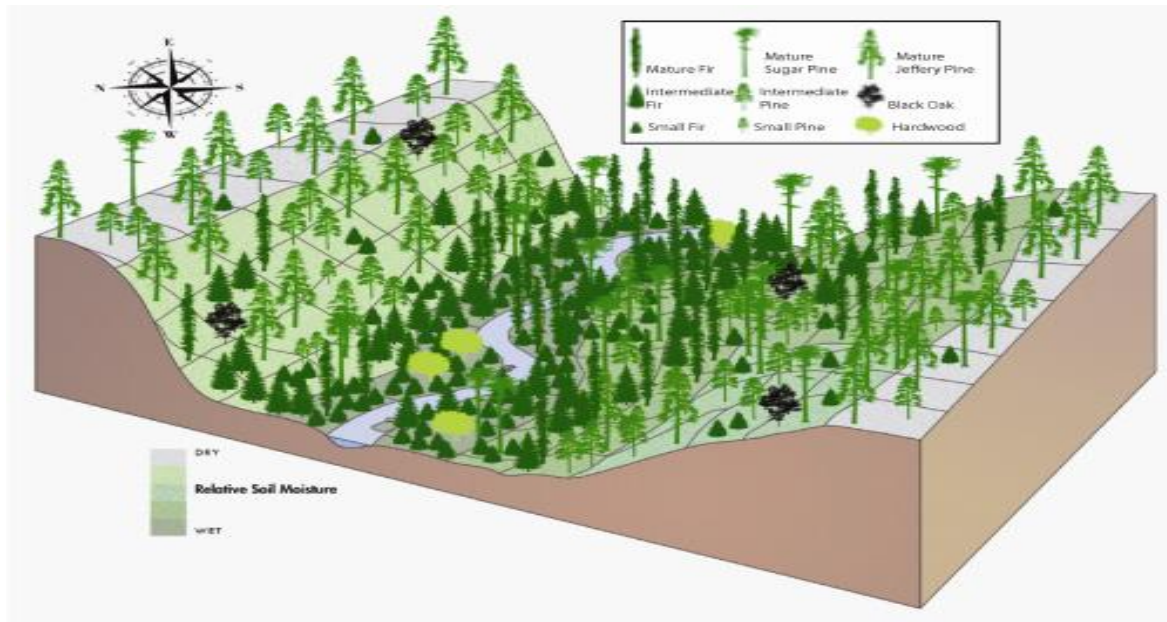 E
N
S
W
Mature Fir
Mature
Sugar Pine
Mature
Jeffery Pine
Intermediate
Fir
Intermediate
Pine
Black Oak
Small Fir
Small Pine
Hardwood
DRY
Relative Soil Moisture
WET